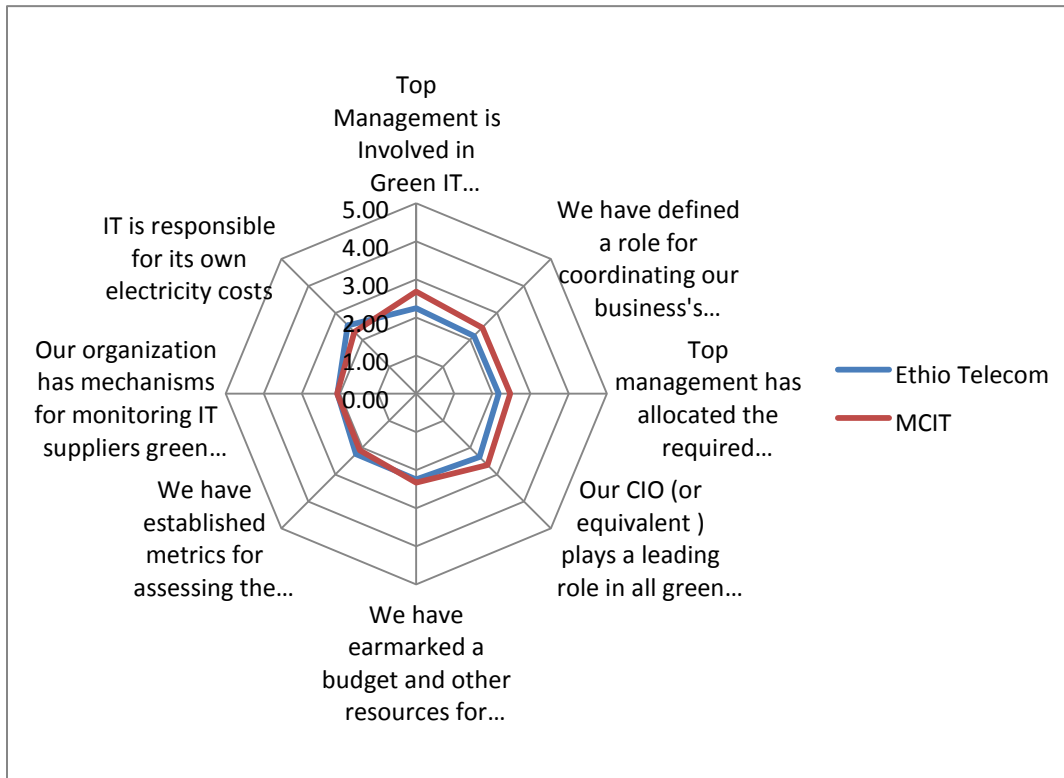 Top
Management is
Involved in
Green IT...
We have defined
a role for
coordinating our
business's...
Top
management has
allocated the
required...
Our CIO (or
equivalent )
plays a leading
role in all green...
We have
earmarked a
budget and other
resources for...
We have
established
metrics for
assessing the...
Our organization
has mechanisms
for monitoring IT
suppliers green...
IT is responsible
for its own
electricity costs
5.00
4.00
3.00
2.00
1.00
0.00
Ethio Telecom
MCIT